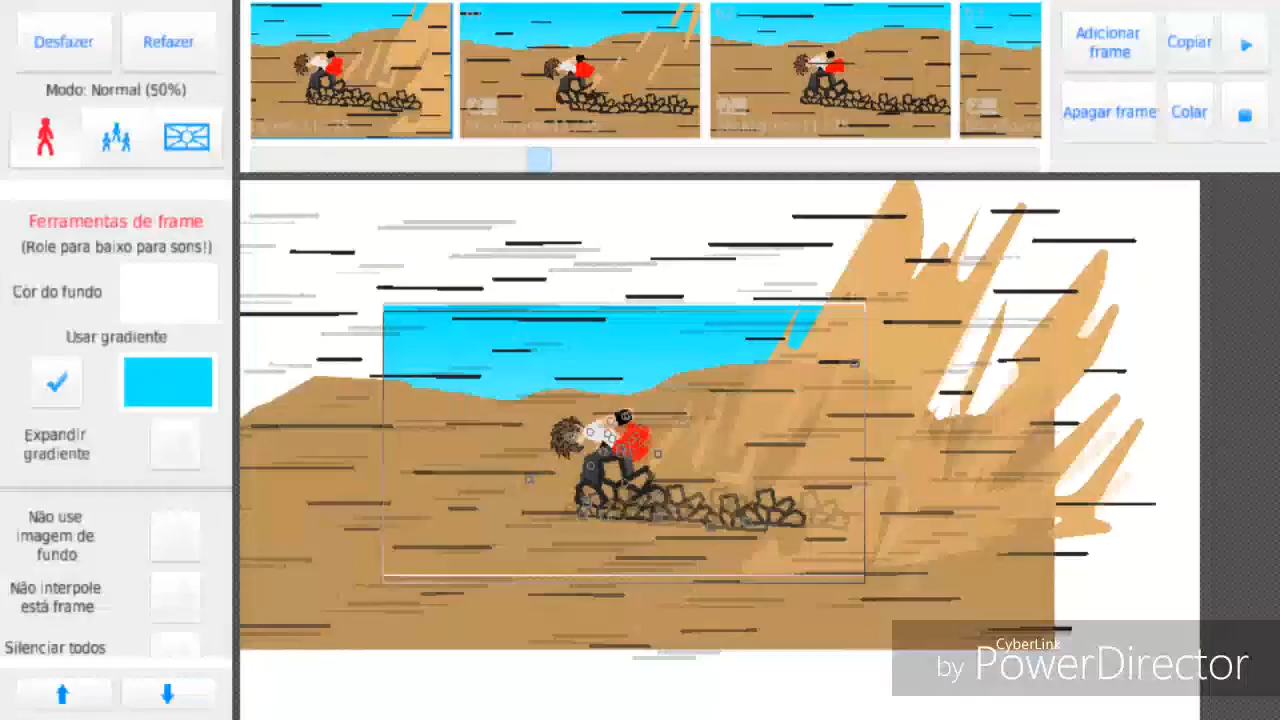 Desfazer
Refazer
Modo: Normal (50%)
Adicionar
frame
Copiar
Apagar frame
Colar
Ferramentas de frame
(Role para baixo para sons!)
Cor do fundo
Usar gradiente
Expandir
gradiente
Não use
imagem de
fundo
Não interpole
está frame
Silenciar todos
CyberLink
by PowerDirector